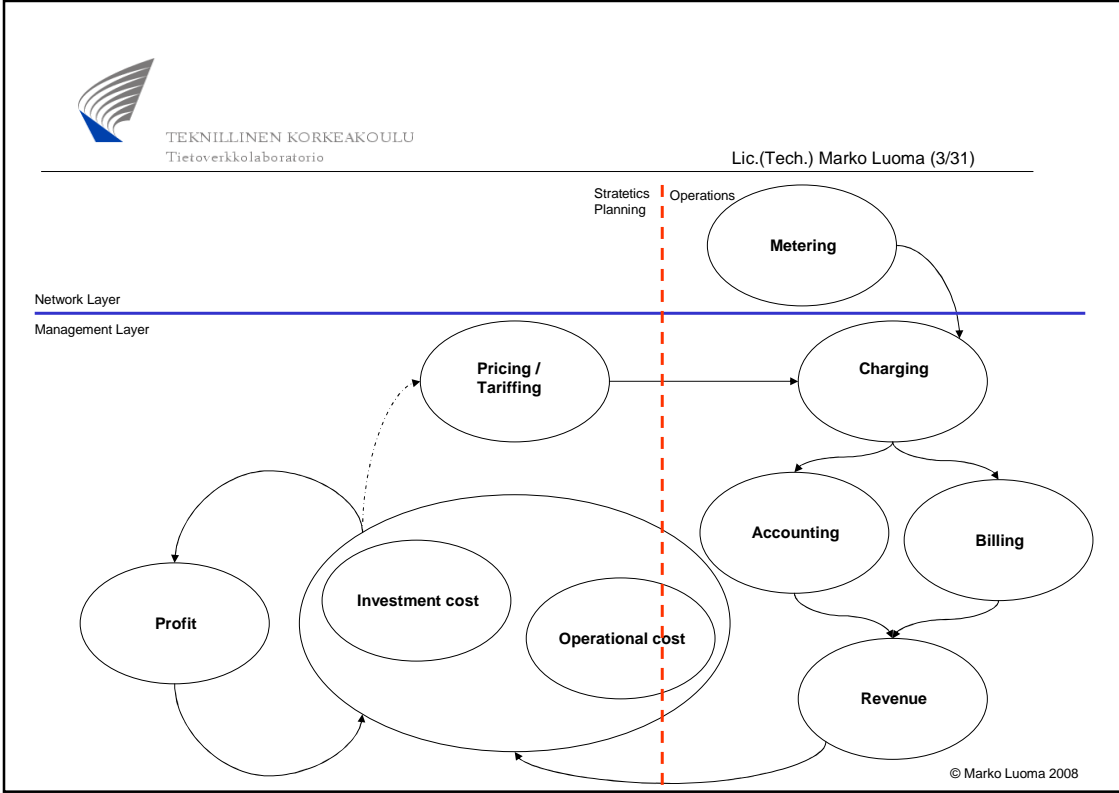 TEKNILLINEN KORKEAKOULU
Tietoverkkolaboratorio
Lic.(Tech.) Marko Luoma (3/31)
Stratetics
Planning
Operations
Metering
Network Layer
Management Layer
Pricing /
Tariffing
Charging
Accounting
Billing
Investment cost
Profit
Operational cost
Revenue
© Marko Luoma 2008